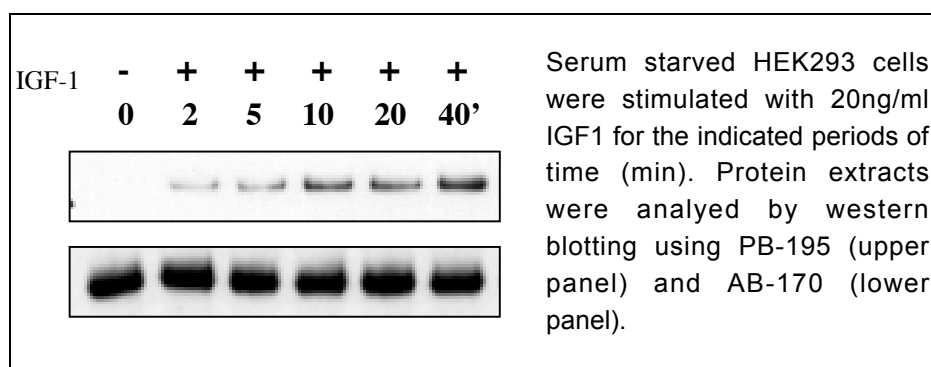 IGF-1 - + + + + +
0 2 5 10 20 40’
Serum starved HEK293 cells
were stimulated with 20ng/ml
IGF1 for the indicated periods of
time (min). Protein extracts
were analyed by western
blotting using PB-195 (upper
panel) and AB-170 (lower
panel).